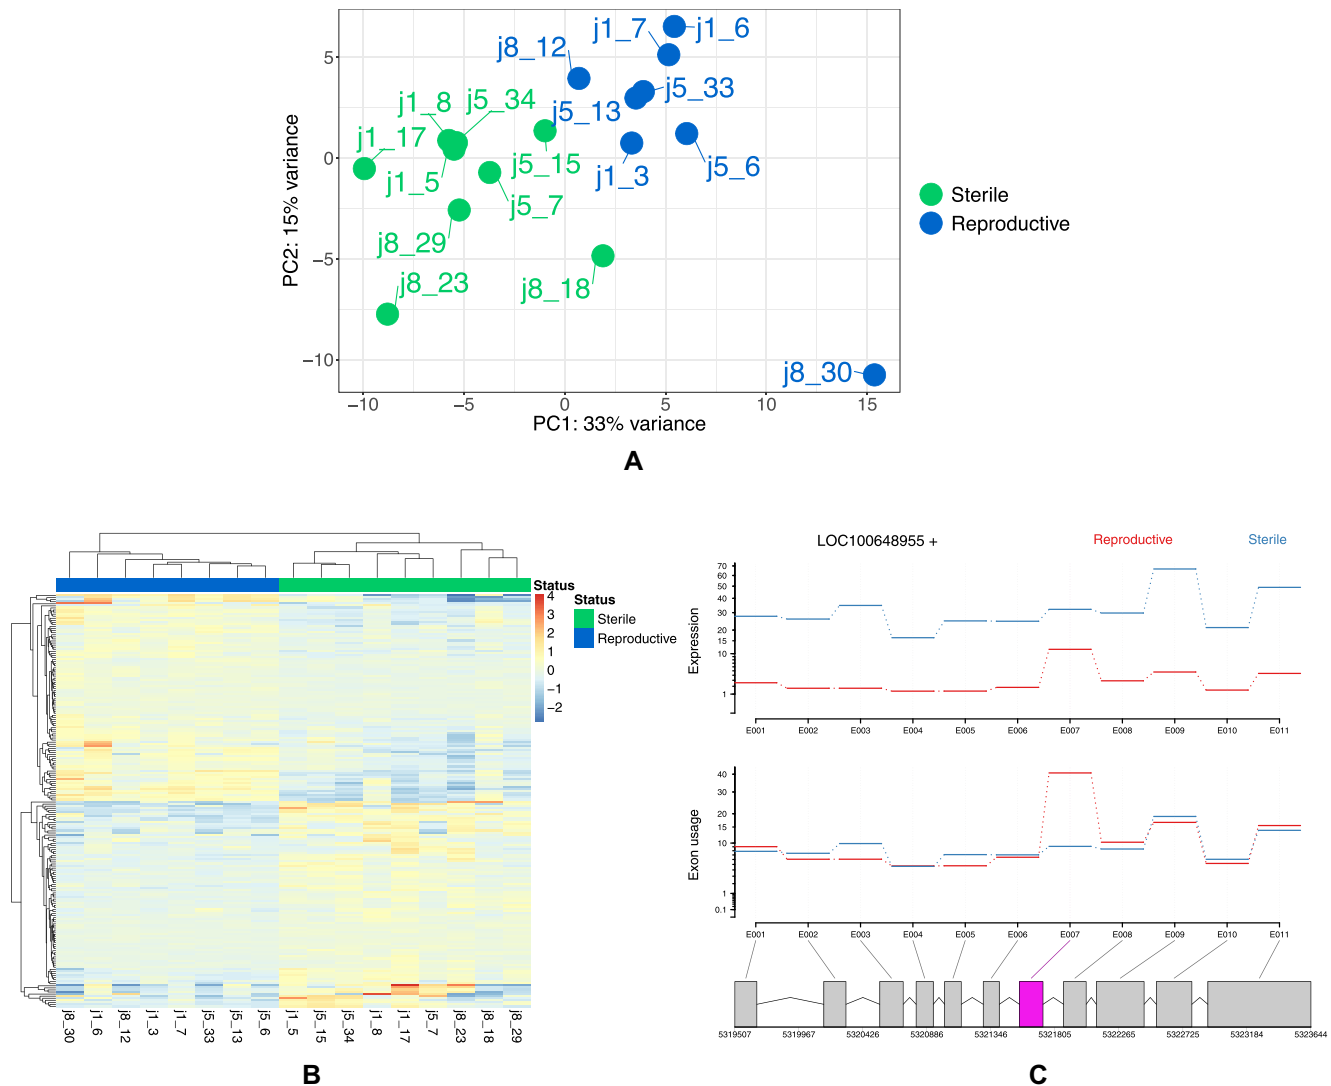 j1_7
j1_6
j8_12
j5_33
j5_13
j1_8
j5_34
j1_17
j5_15
j1_3
j5_6
j1_5
j5_7
j8_29
j8_23
j8_18
j8_30
5
0
−5
−10
PC2: 15% variance
−10
−5
0
5
10
15
PC1: 33% variance
Sterile
Reproductive
A
Status
4
3
2
1
0
−1
−2
Status
Sterile
Reproductive
j8_30
j1_6
j8_12
j1_3
j1_7
j5_33
j5_13
j5_6
j1_5
j5_15
j5_34
j1_8
j1_17
j5_7
j8_23
j8_18
j8_29
B
LOC100648955 +
Reproductive
Sterile
Expression
70
60
50
40
30
20
15
10
1
E001 E002 E003 E004 E005 E006 E007 E008 E009 E010 E011
Exon usage
40
30
20
15
10
1
0.1
E001 E002 E003 E004 E005 E006 E007 E008 E009 E010 E011
5319507 5319967 5320426 5320886 5321346 5321805 5322265 5322725 5323184 5323644
C